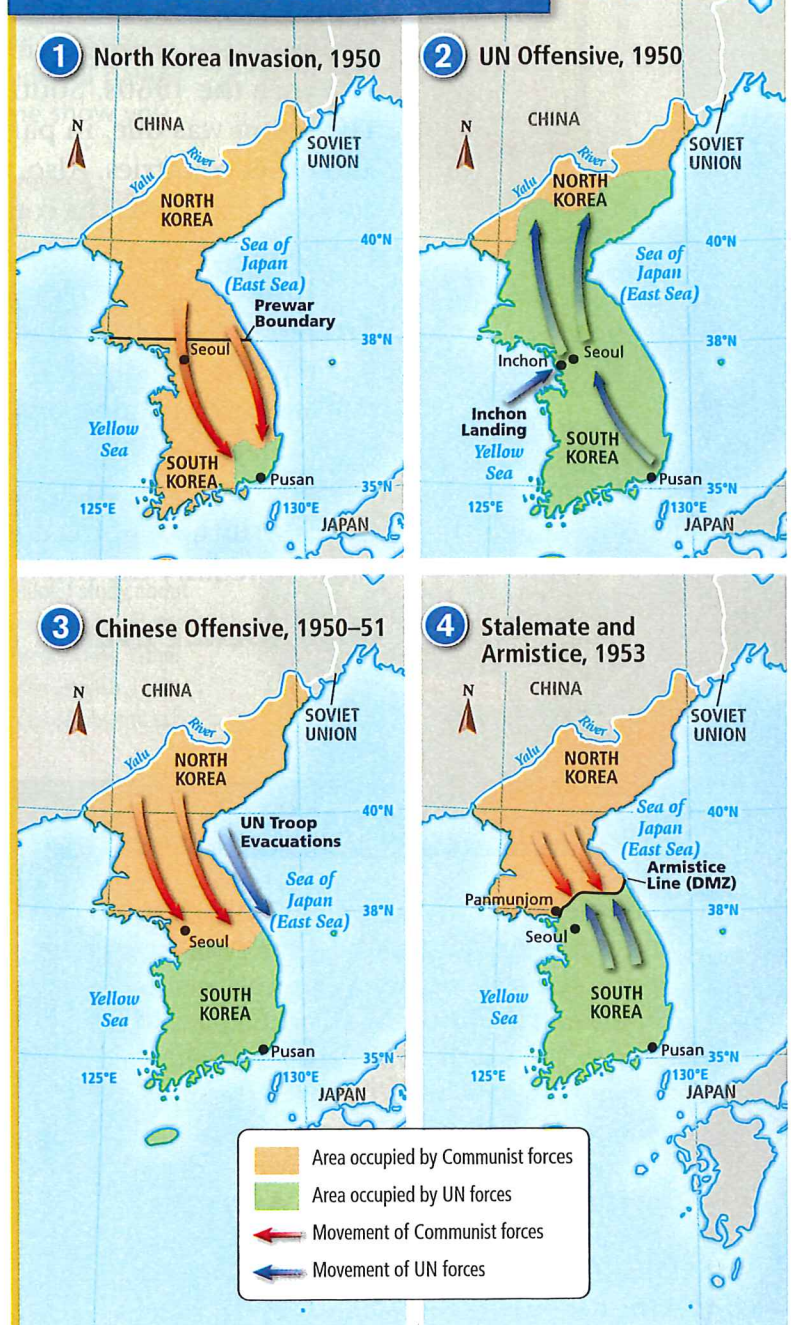 1 North Korea Invasion, 1950
N
CHINA
SOVIET
UNION
Yalu
River
NORTH
KOREA
40°N
Sea of
Japan
(East Sea)
Prewar
Boundary
38°N
Seoul
Yellow
Sea
SOUTH
KOREA
Pusan
35°N
125°E
130°E
JAPAN
2 UN Offensive, 1950
N
CHINA
SOVIET
UNION
Yalu
River
NORTH
KOREA
40°N
Sea of
Japan
(East Sea)
38°N
Inchon
Seoul
Inchon
Landing
Yellow
Sea
SOUTH
KOREA
Pusan
35°N
125°E
130°E
JAPAN
3 Chinese Offensive, 1950–51
N
CHINA
SOVIET
UNION
Yalu
River
NORTH
KOREA
40°N
UN Troop
Evacuations
Sea of
Japan
(East Sea)
38°N
Seoul
Yellow
Sea
SOUTH
KOREA
Pusan
35°N
125°E
130°E
JAPAN
4 Stalemate and
Armistice, 1953
N
CHINA
SOVIET
UNION
Yalu
River
NORTH
KOREA
40°N
Sea of
Japan
(East Sea)
Armistice
Line (DMZ)
Panmunjom
38°N
Seoul
Yellow
Sea
SOUTH
KOREA
Pusan
35°N
125°E
130°E
JAPAN
Area occupied by Communist forces
Area occupied by UN forces
Movement of Communist forces
Movement of UN forces